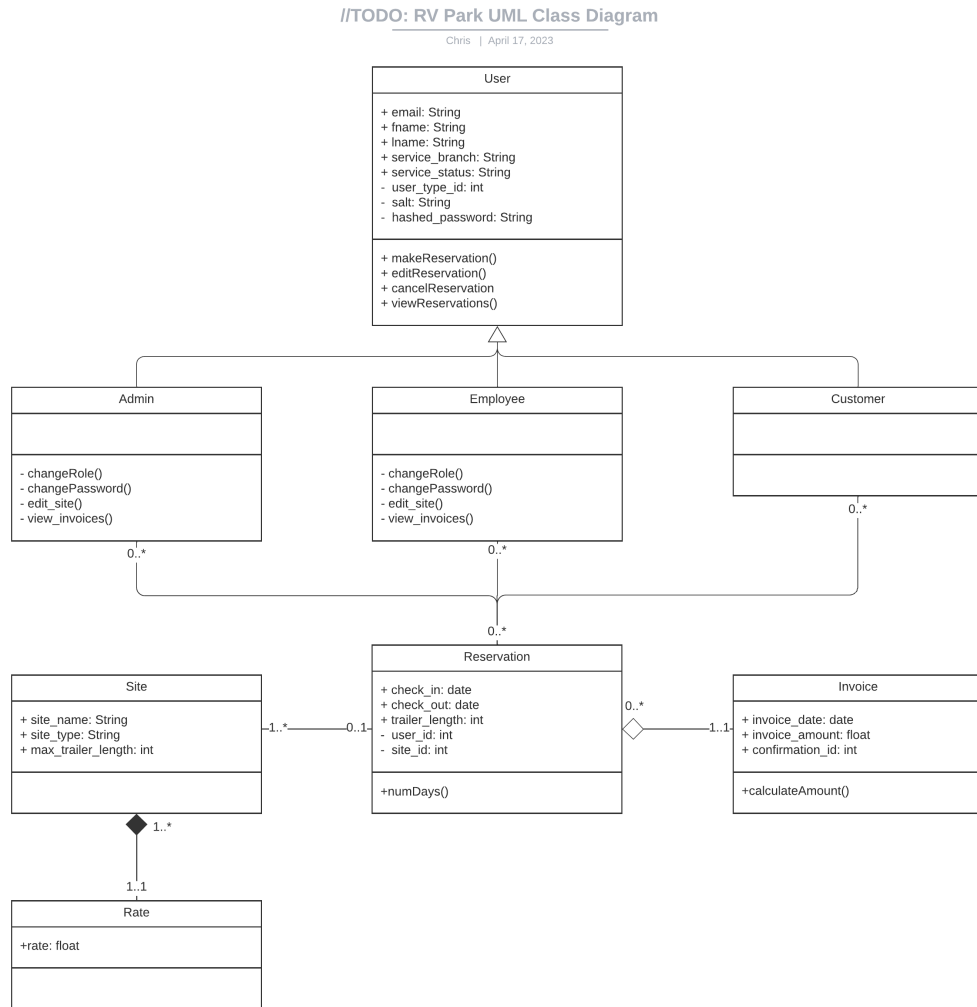 //TODO: RV Park UML Class Diagram
Chris | April 17, 2023
User
+ email: String
+ fname: String
+ lname: String
+ service_branch: String
+ service_status: String
- user_type_id: int
- salt: String
- hashed_password: String
+ makeReservation()
+ editReservation()
+ cancelReservation
+ viewReservations()
Admin
- changeRole()
- changePassword()
- edit_site()
- view_invoices()
0..*
Employee
- changeRole()
- changePassword()
- edit_site()
- view_invoices()
0..*
Customer
0..*
0..*
Site
+ site_name: String
+ site_type: String
+ max_trailer_length: int
1..*
0..1
Reservation
+ check_in: date
+ check_out: date
+ trailer_length: int
- user_id: int
- site_id: int
+numDays()
0..*
1..1
Invoice
+ invoice_date: date
+ invoice_amount: float
+ confirmation_id: int
+calculateAmount()
1..*
1..1
Rate
+rate: float